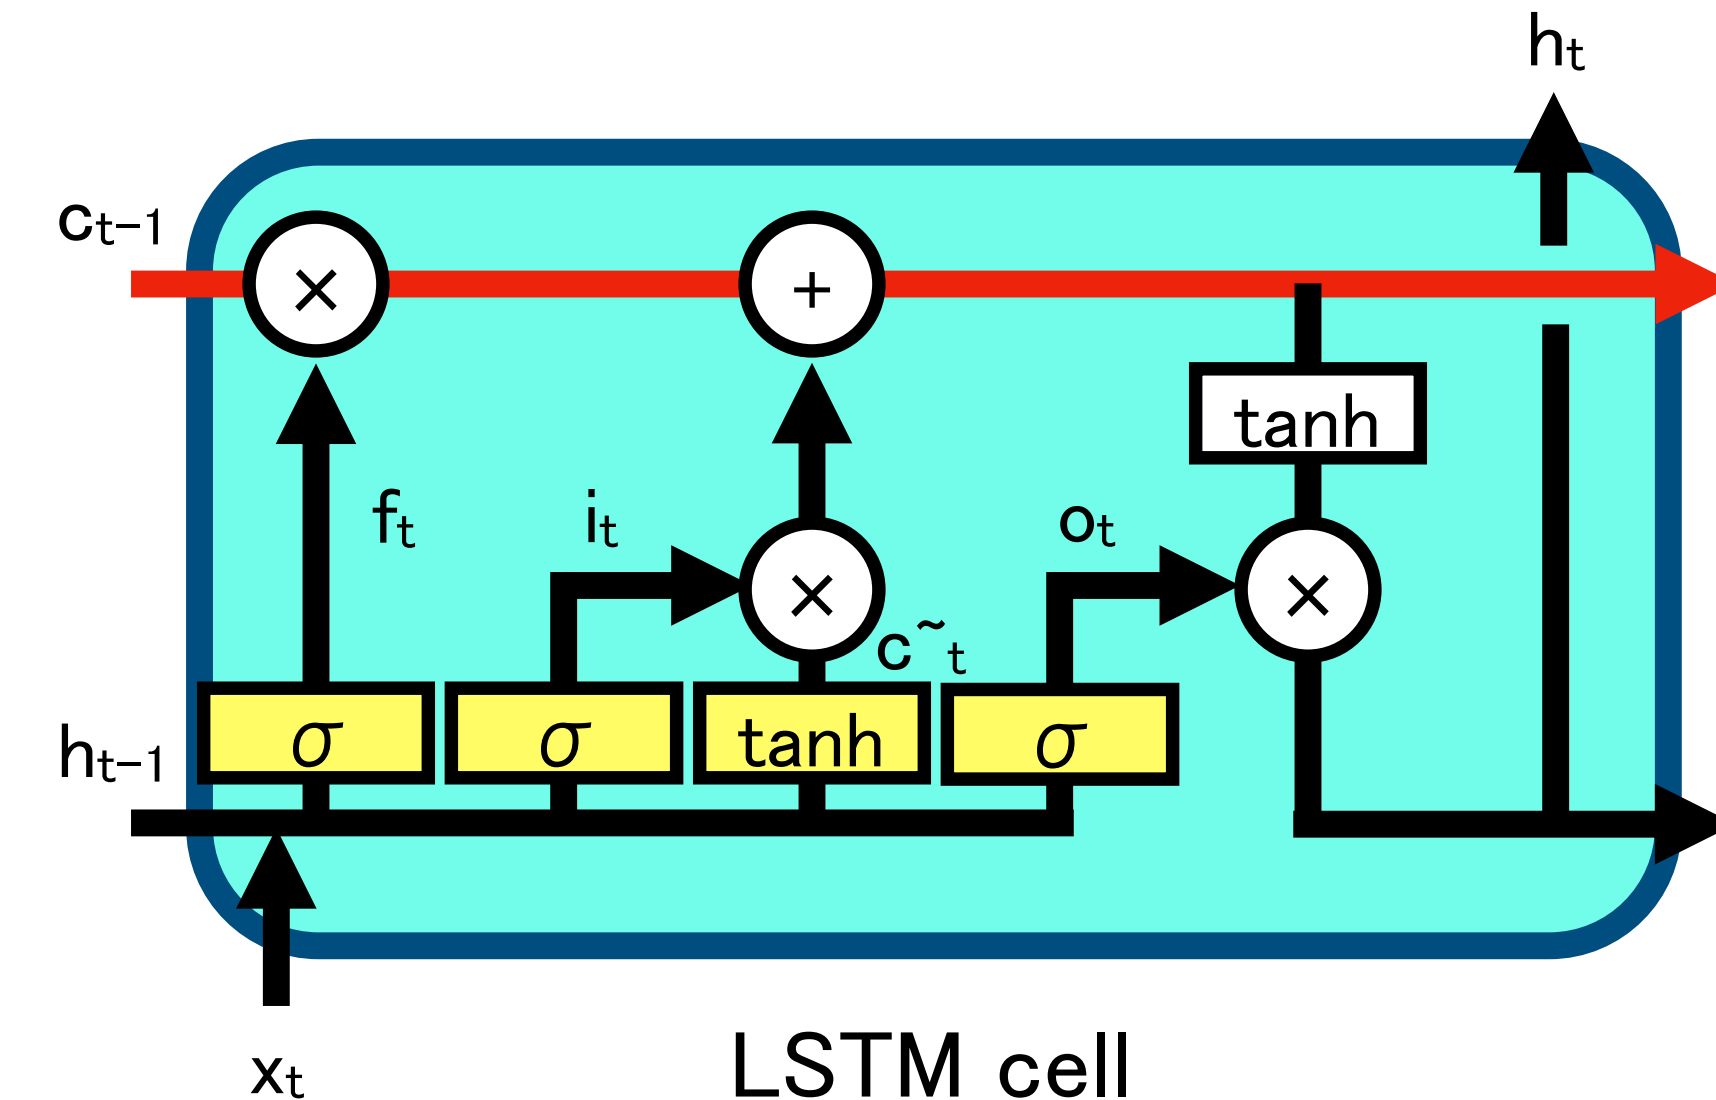 hₜ
cₜ₋₁
×
+
tanh
fₜ
iₜ
oₜ
×
×
c˜ₜ
hₜ₋₁
σ
σ
tanh
σ
xₜ
LSTM cell